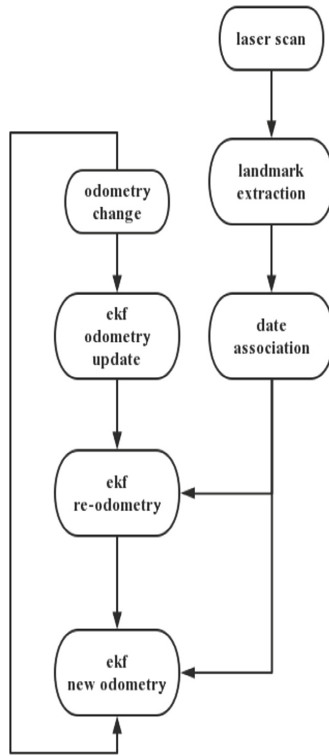 laser scan
landmark
extraction
odometry
change
ekf
odometry
update
date
association
ekf
re-odometry
ekf
new odometry